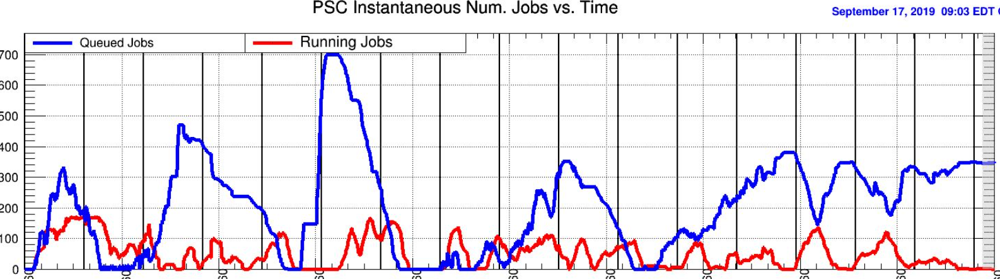 PSC Instantaneous Num. Jobs vs. Time
September 17, 2019 09:03 EDT
Queued Jobs
Running Jobs
700
600
500
400
300
200
100
0